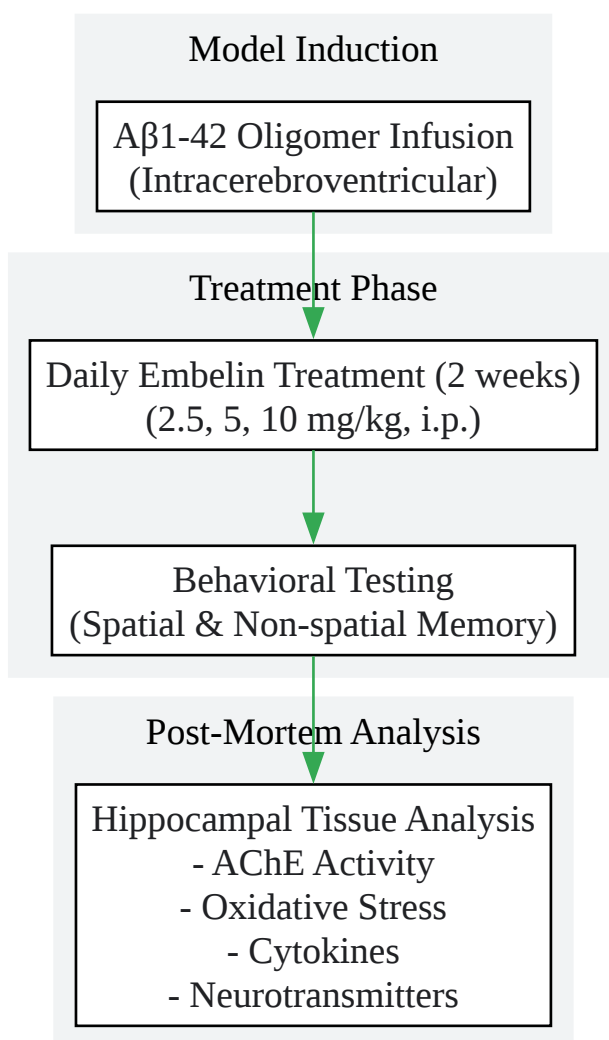 Model Induction
Aβ1-42 Oligomer Infusion
(Intracerebroventricular)
Treatment Phase
Daily Embelin Treatment (2 weeks)
(2.5, 5, 10 mg/kg, i.p.)
Behavioral Testing
(Spatial & Non-spatial Memory)
Post-Mortem Analysis
Hippocampal Tissue Analysis
- AChE Activity
- Oxidative Stress
- Cytokines
- Neurotransmitters